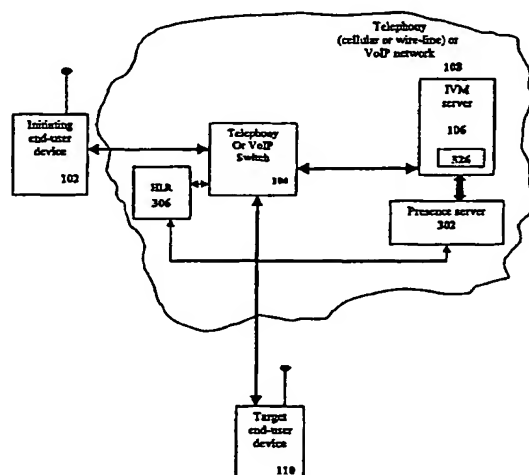 Telephony
(cellular or wire-line) or
VoIP network
IVM
server
106
326
Initiating
end-user
device
102
Telephony
Or VoIP
Switch
HLR
306
Presence server
302
Target
end-user
device
110